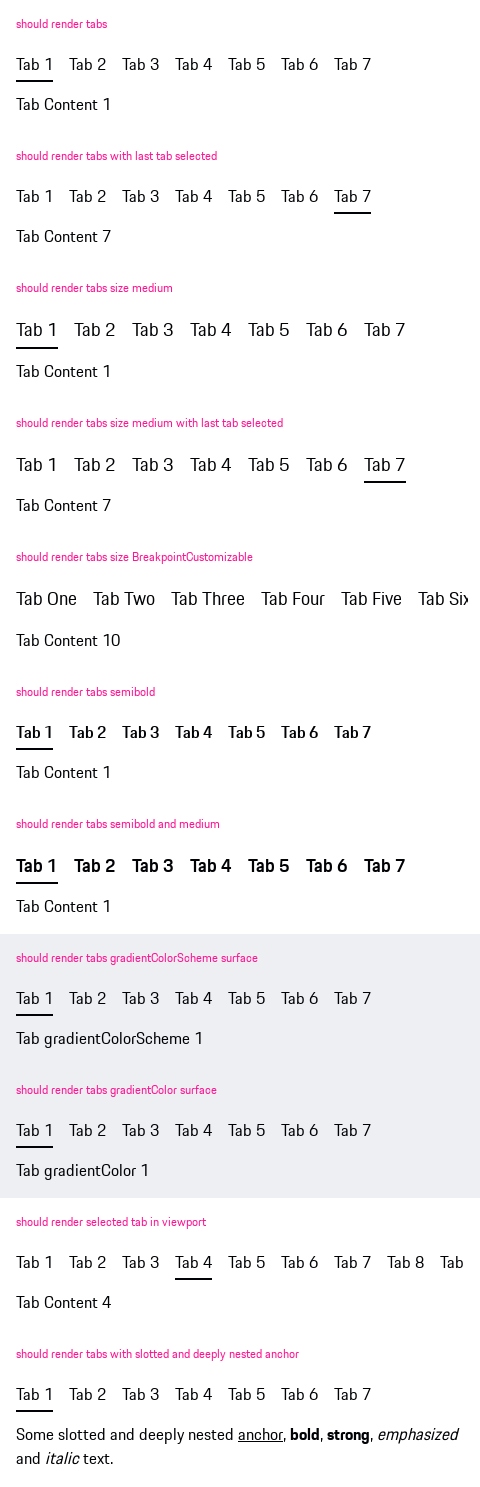 should render tabs
Tab 1 Tab 2 Tab 3 Tab 4 Tab 5 Tab 6 Tab 7
Tab Content 1
should render tabs with last tab selected
Tab 1 Tab 2 Tab 3 Tab 4 Tab 5 Tab 6 Tab 7
Tab Content 7
should render tabs size medium
Tab 1 Tab 2 Tab 3 Tab 4 Tab 5 Tab 6 Tab 7
Tab Content 1
should render tabs size medium with last tab selected
Tab 1 Tab 2 Tab 3 Tab 4 Tab 5 Tab 6 Tab 7
Tab Content 7
should render tabs size BreakpointCustomizable
Tab One Tab Two Tab Three Tab Four Tab Five Tab Six
Tab Content 10
should render tabs semibold
Tab 1 Tab 2 Tab 3 Tab 4 Tab 5 Tab 6 Tab 7
Tab Content 1
should render tabs semibold and medium
Tab 1 Tab 2 Tab 3 Tab 4 Tab 5 Tab 6 Tab 7
Tab Content 1
should render tabs gradientColorScheme surface
Tab 1 Tab 2 Tab 3 Tab 4 Tab 5 Tab 6 Tab 7
Tab gradientColorScheme 1
should render tabs gradientColor surface
Tab 1 Tab 2 Tab 3 Tab 4 Tab 5 Tab 6 Tab 7
Tab gradientColor 1
should render selected tab in viewport
Tab 1 Tab 2 Tab 3 Tab 4 Tab 5 Tab 6 Tab 7 Tab 8 Tab
Tab Content 4
should render tabs with slotted and deeply nested anchor
Tab 1 Tab 2 Tab 3 Tab 4 Tab 5 Tab 6 Tab 7
Some slotted and deeply nested anchor, bold, strong, emphasized
and italic text.